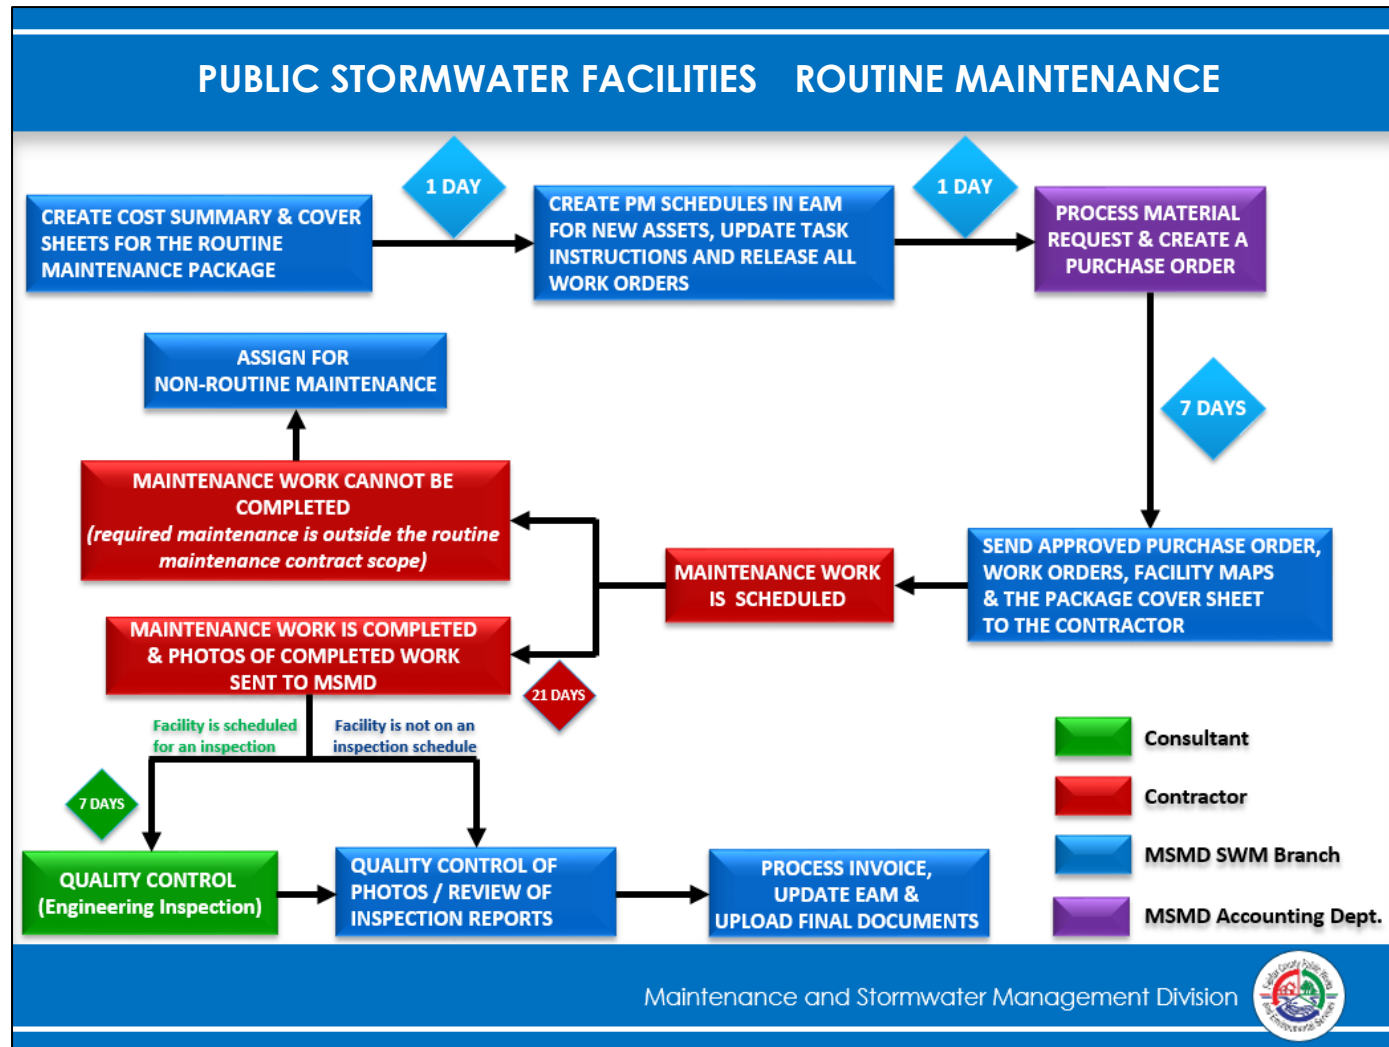 PUBLIC STORMWATER FACILITIES ROUTINE MAINTENANCE
1 DAY
1 DAY
CREATE COST SUMMARY & COVER
SHEETS FOR THE ROUTINE
MAINTENANCE PACKAGE
CREATE PM SCHEDULES IN EAM
FOR NEW ASSETS, UPDATE TASK
INSTRUCTIONS AND RELEASE ALL
WORK ORDERS
PROCESS MATERIAL
REQUEST & CREATE A
PURCHASE ORDER
7 DAYS
ASSIGN FOR
NON-ROUTINE MAINTENANCE
MAINTENANCE WORK CANNOT BE
COMPLETED
(required maintenance is outside the routine
maintenance contract scope)
MAINTENANCE WORK
IS SCHEDULED
SEND APPROVED PURCHASE ORDER,
WORK ORDERS, FACILITY MAPS
& THE PACKAGE COVER SHEET
TO THE CONTRACTOR
MAINTENANCE WORK IS COMPLETED
& PHOTOS OF COMPLETED WORK
SENT TO MSMD
21 DAYS
Facility is scheduled
for an inspection
Facility is not on an
inspection schedule
7 DAYS
QUALITY CONTROL
(Engineering Inspection)
QUALITY CONTROL OF
PHOTOS / REVIEW OF
INSPECTION REPORTS
PROCESS INVOICE,
UPDATE EAM &
UPLOAD FINAL DOCUMENTS
Consultant
Contractor
MSMD SWM Branch
MSMD Accounting Dept.
Maintenance and Stormwater Management Division
Fairfax County Public Works
and Environmental Services